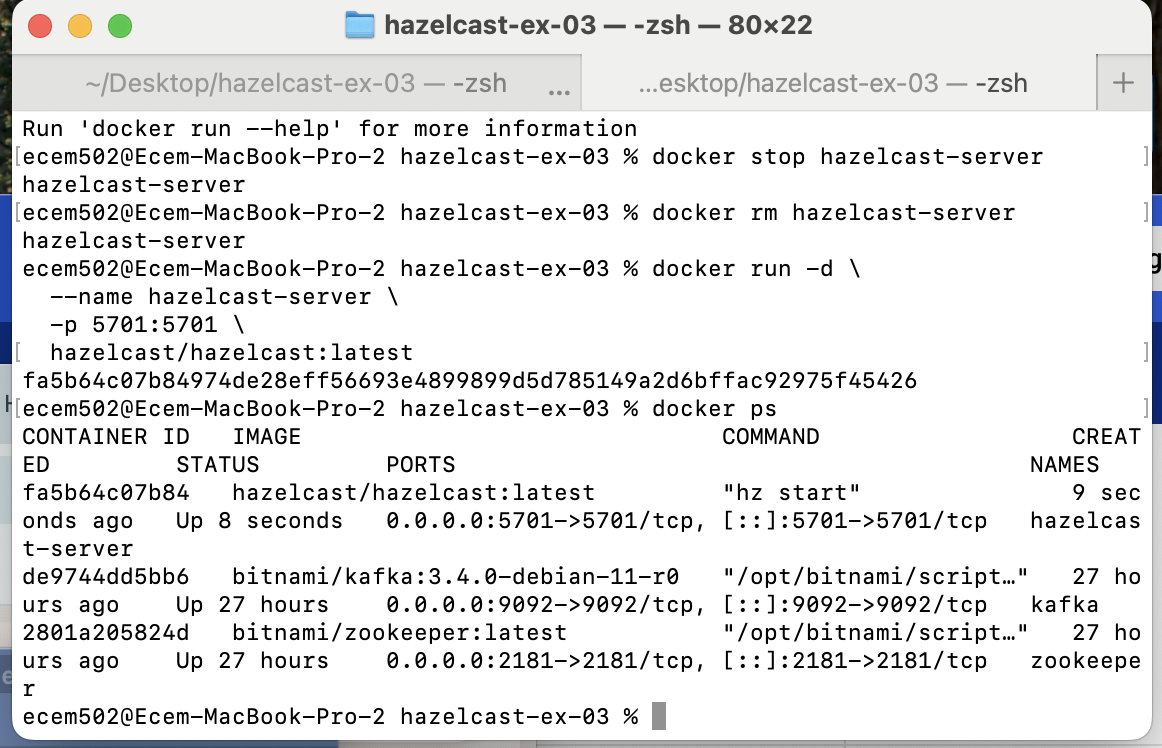 hazelcast-ex-03 — -zsh — 80×22
~/Desktop/hazelcast-ex-03 — -zsh ... ...esktop/hazelcast-ex-03 — -zsh +
Run 'docker run --help' for more information
[ecem502@Ecem-MacBook-Pro-2 hazelcast-ex-03 % docker stop hazelcast-server ]
hazelcast-server
[ecem502@Ecem-MacBook-Pro-2 hazelcast-ex-03 % docker rm hazelcast-server ]
hazelcast-server
ecem502@Ecem-MacBook-Pro-2 hazelcast-ex-03 % docker run -d \
  --name hazelcast-server \
  -p 5701:5701 \
[ hazelcast/hazelcast:latest ]
fa5b64c07b84974de28eff56693e4899899d5d785149a2d6bffac92975f45426
[ecem502@Ecem-MacBook-Pro-2 hazelcast-ex-03 % docker ps ]
CONTAINER ID   IMAGE                              COMMAND                  CREAT
ED         STATUS         PORTS                                         NAMES
fa5b64c07b84   hazelcast/hazelcast:latest         "hz start"               9 sec
onds ago   Up 8 seconds   0.0.0.0:5701->5701/tcp, [::]:5701->5701/tcp   hazelcas
t-server
de9744dd5bb6   bitnami/kafka:3.4.0-debian-11-r0   "/opt/bitnami/script…"   27 ho
urs ago    Up 27 hours    0.0.0.0:9092->9092/tcp, [::]:9092->9092/tcp   kafka
2801a205824d   bitnami/zookeeper:latest           "/opt/bitnami/script…"   27 ho
urs ago    Up 27 hours    0.0.0.0:2181->2181/tcp, [::]:2181->2181/tcp   zookeepe
r
ecem502@Ecem-MacBook-Pro-2 hazelcast-ex-03 %